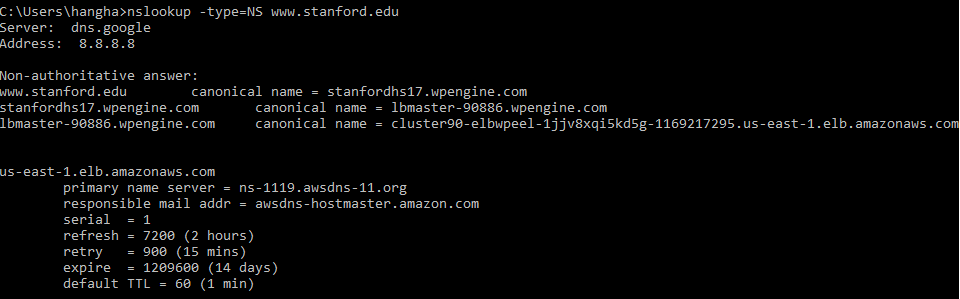 C:\Users\hangha>nslookup -type=NS www.stanford.edu
Server:  dns.google
Address:  8.8.8.8

Non-authoritative answer:
www.stanford.edu        canonical name = stanfordhs17.wpengine.com
stanfordhs17.wpengine.com       canonical name = lbmaster-90886.wpengine.com
lbmaster-90886.wpengine.com     canonical name = cluster90-elbwpeel-1jjv8xqi5kd5g-1169217295.us-east-1.elb.amazonaws.com

us-east-1.elb.amazonaws.com
        primary name server = ns-1119.awsdns-11.org
        responsible mail addr = awsdns-hostmaster.amazon.com
        serial  = 1
        refresh = 7200 (2 hours)
        retry   = 900 (15 mins)
        expire  = 1209600 (14 days)
        default TTL = 60 (1 min)